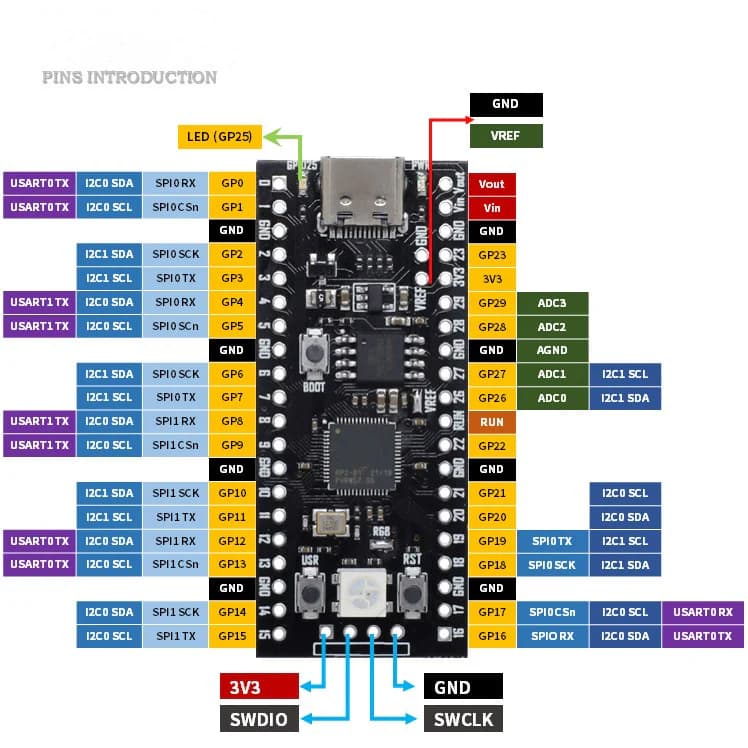 PINS INTRODUCTION
GND
LED (GP25) VREF
USART0TX I2C0 SDA SPI0RX GP0 0 Vout Vout
USART0TX I2C0 SCL SPI0CSn GP1 1 Vin Vin
GND GND GND GND GND
I2C1 SDA SPI0SCK GP2 2 23 GP23
I2C1 SCL SPI0TX GP3 3 VREF 3V3 3V3
USART1TX I2C0 SDA SPI0RX GP4 4 29 GP29 ADC3
USART1TX I2C0 SCL SPI0SCn GP5 5 28 GP28 ADC2
GND GND GND GND AGND
I2C1 SDA SPI0SCK GP6 6 27 GP27 ADC1 I2C1 SCL
BOOT
I2C1 SCL SPI0TX GP7 7 VREF 26 GP26 ADC0 I2C1 SDA
USART1TX I2C0 SDA SPI1RX GP8 8 RUN RUN
USART1TX I2C0 SCL SPI1CSn GP9 9 22 GP22
GND GND GND GND
I2C1 SDA SPI1SCK GP10 10 21 GP21 I2C0 SCL
I2C1 SCL SPI1TX GP11 11 20 GP20 I2C0 SDA
USART0TX I2C0 SDA SPI1RX GP12 12 RGB 19 GP19 SPI0TX I2C1 SCL
USART0TX I2C0 SCL SPI1CSn GP13 13 USR RST 18 GP18 SPI0SCK I2C1 SDA
GND GND GND GND
I2C0 SDA SPI1SCK GP14 14 17 GP17 SPI0CSn I2C0 SCL USART0RX
I2C0 SCL SPI1TX GP15 15 16 GP16 SPIORX I2C0 SDA USART0TX
3V3 GND
SWDIO SWCLK